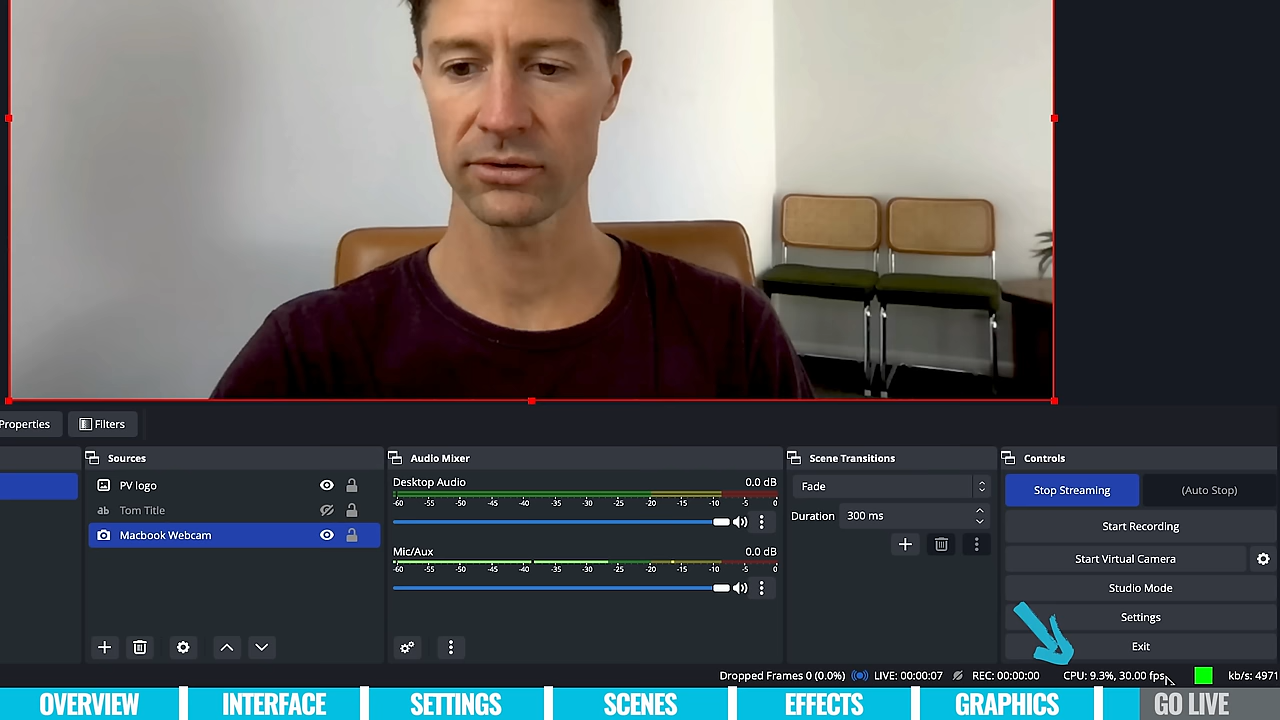 Properties
Filters
Sources
Audio Mixer
Scene Transitions
Controls
PV logo
ab Tom Title
Macbook Webcam
Desktop Audio 0.0 dB
-60 -55 -50 -45 -40 -35 -30 -25 -20 -15 -10 -5 0
Mic/Aux 0.0 dB
-60 -55 -50 -45 -40 -35 -30 -25 -20 -15 -10 -5 0
Fade
Duration 300 ms
Stop Streaming (Auto Stop)
Start Recording
Start Virtual Camera
Studio Mode
Settings
Exit
Dropped Frames 0 (0.0%) LIVE: 00:00:07 REC: 00:00:00 CPU: 9.3%, 30.00 fps kb/s: 4971
OVERVIEW INTERFACE SETTINGS SCENES EFFECTS GRAPHICS GO LIVE